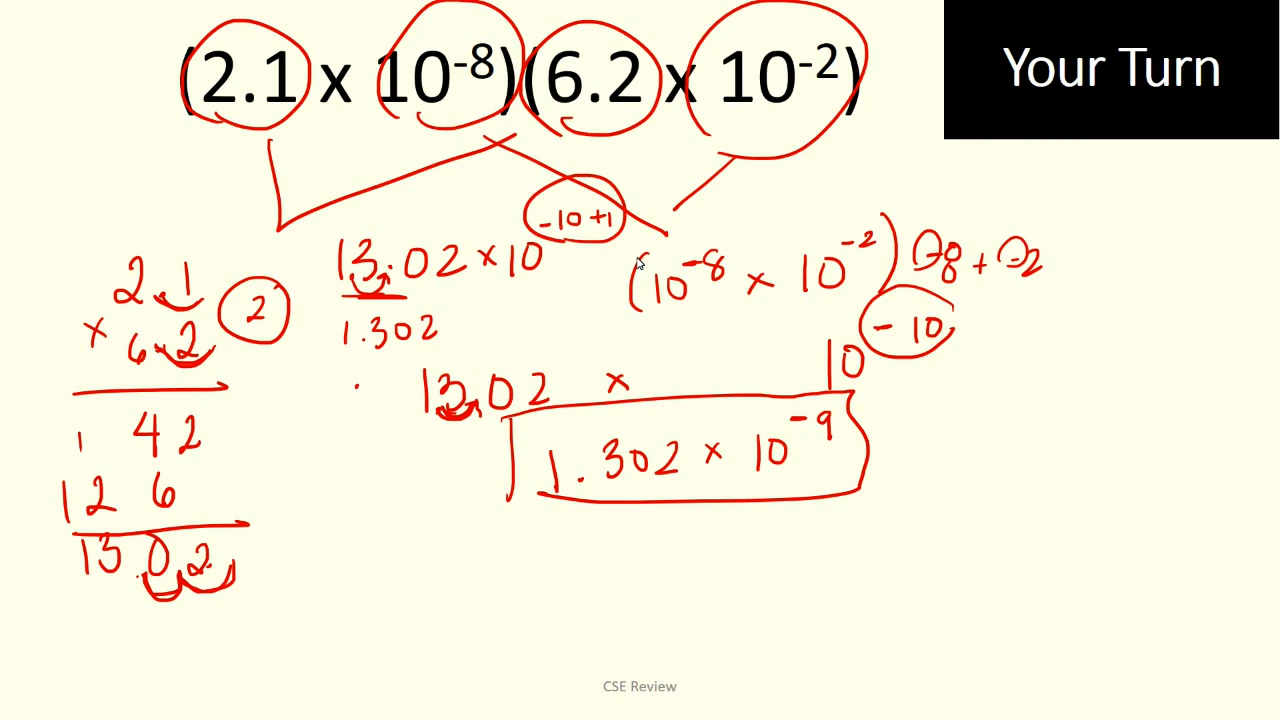 (2.1 x 10⁻⁸)(6.2 x 10⁻²)
Your Turn
13.02 × 10⁻¹⁰⁺¹
1.302
(10⁻⁸ × 10⁻²) -8 + -2
-10
2.1
2
× 6.2
1 42
126
13.02
13.02 × 10
1.302 × 10⁻⁹
CSE Review